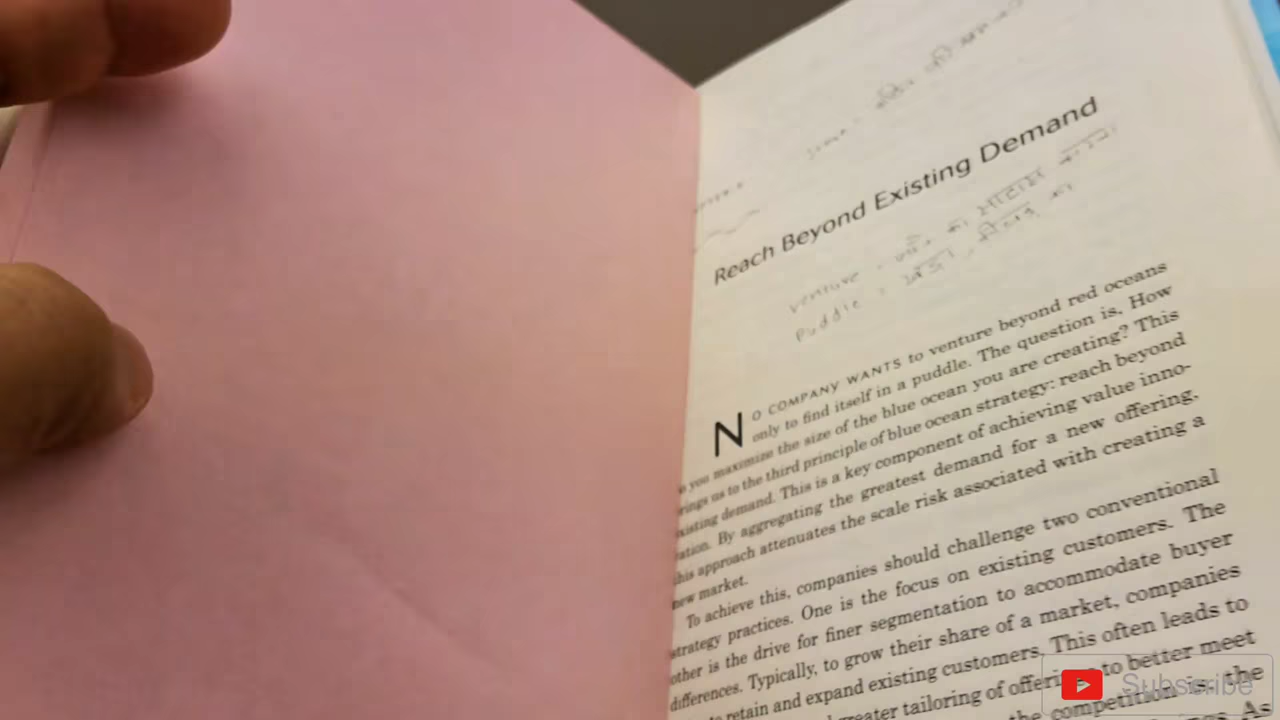 Reach Beyond Existing Demand
venture
Puddle
NO COMPANY WANTS to venture beyond red oceans
only to find itself in a puddle. The question is, How
you maximize the size of the blue ocean you are creating? This
us to the third principle of blue ocean strategy: reach beyond
demand. This is a key component of achieving value inno-
By aggregating the greatest demand for a new offering,
this approach attenuates the scale risk associated with creating a
new market.
To achieve this, companies should challenge two conventional
strategy practices. One is the focus on existing customers. The
other is the drive for finer segmentation to accommodate buyer
differences. Typically, to grow their share of a market, companies
retain and expand existing customers. This often leads to
greater tailoring of offerings to better meet
the competition is, the
As
Subscribe